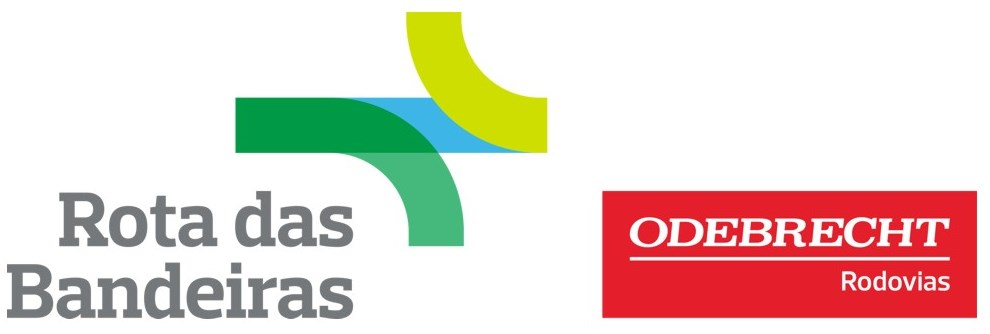 Rota das
Bandeiras
ODEBRECHT
Rodovias